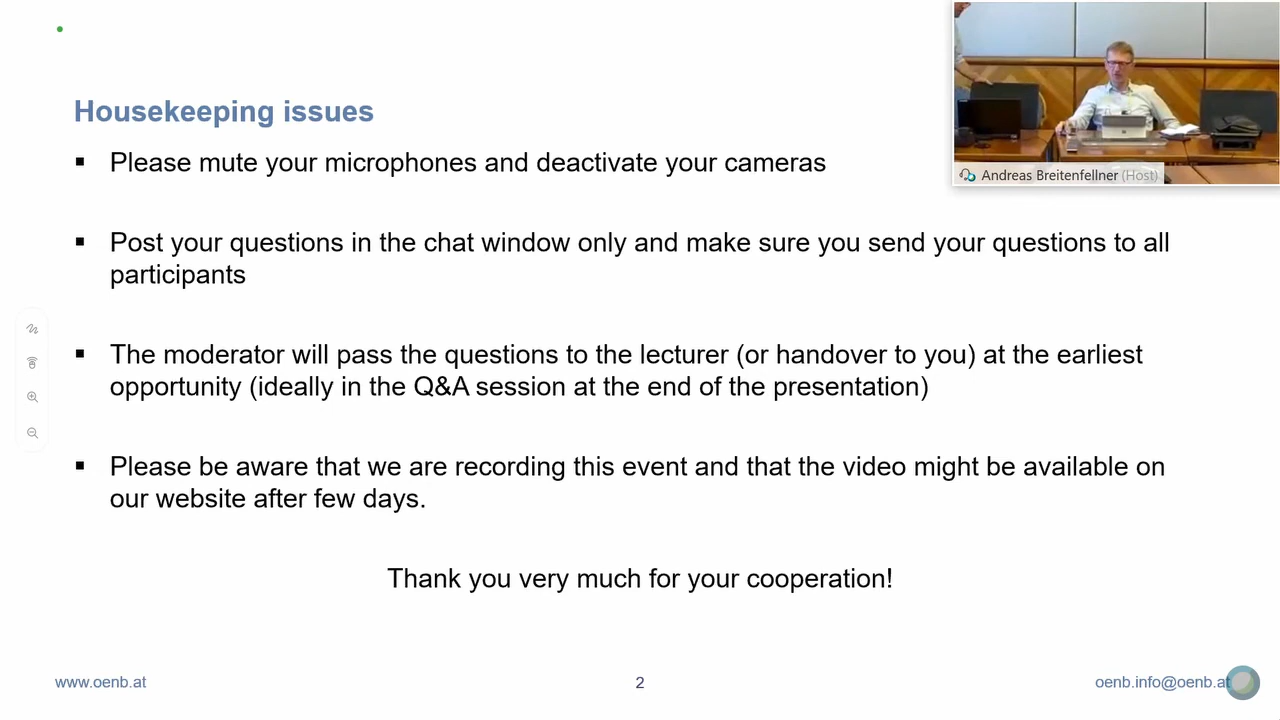 Housekeeping issues
▪ Please mute your microphones and deactivate your cameras
▪ Post your questions in the chat window only and make sure you send your questions to all
participants
▪ The moderator will pass the questions to the lecturer (or handover to you) at the earliest
opportunity (ideally in the Q&A session at the end of the presentation)
▪ Please be aware that we are recording this event and that the video might be available on
our website after few days.
Thank you very much for your cooperation!
www.oenb.at
2
oenb.info@oenb.at
Andreas Breitenfellner (Host)